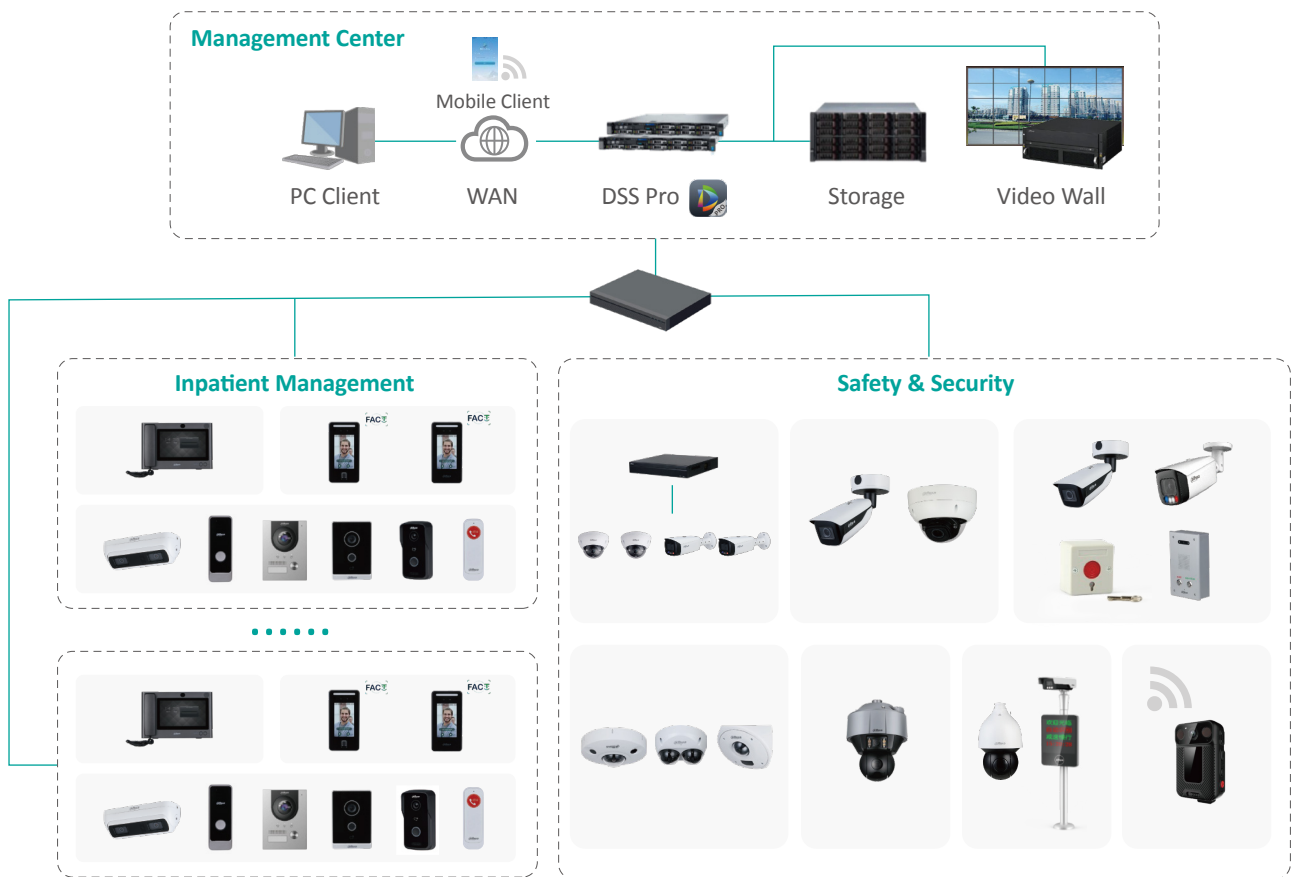 Management Center
Mobile Client
PC Client
WAN
DSS Pro
PRO
Storage
Video Wall
Inpatient Management
FACE
FACE
Safety & Security
FACE
FACE